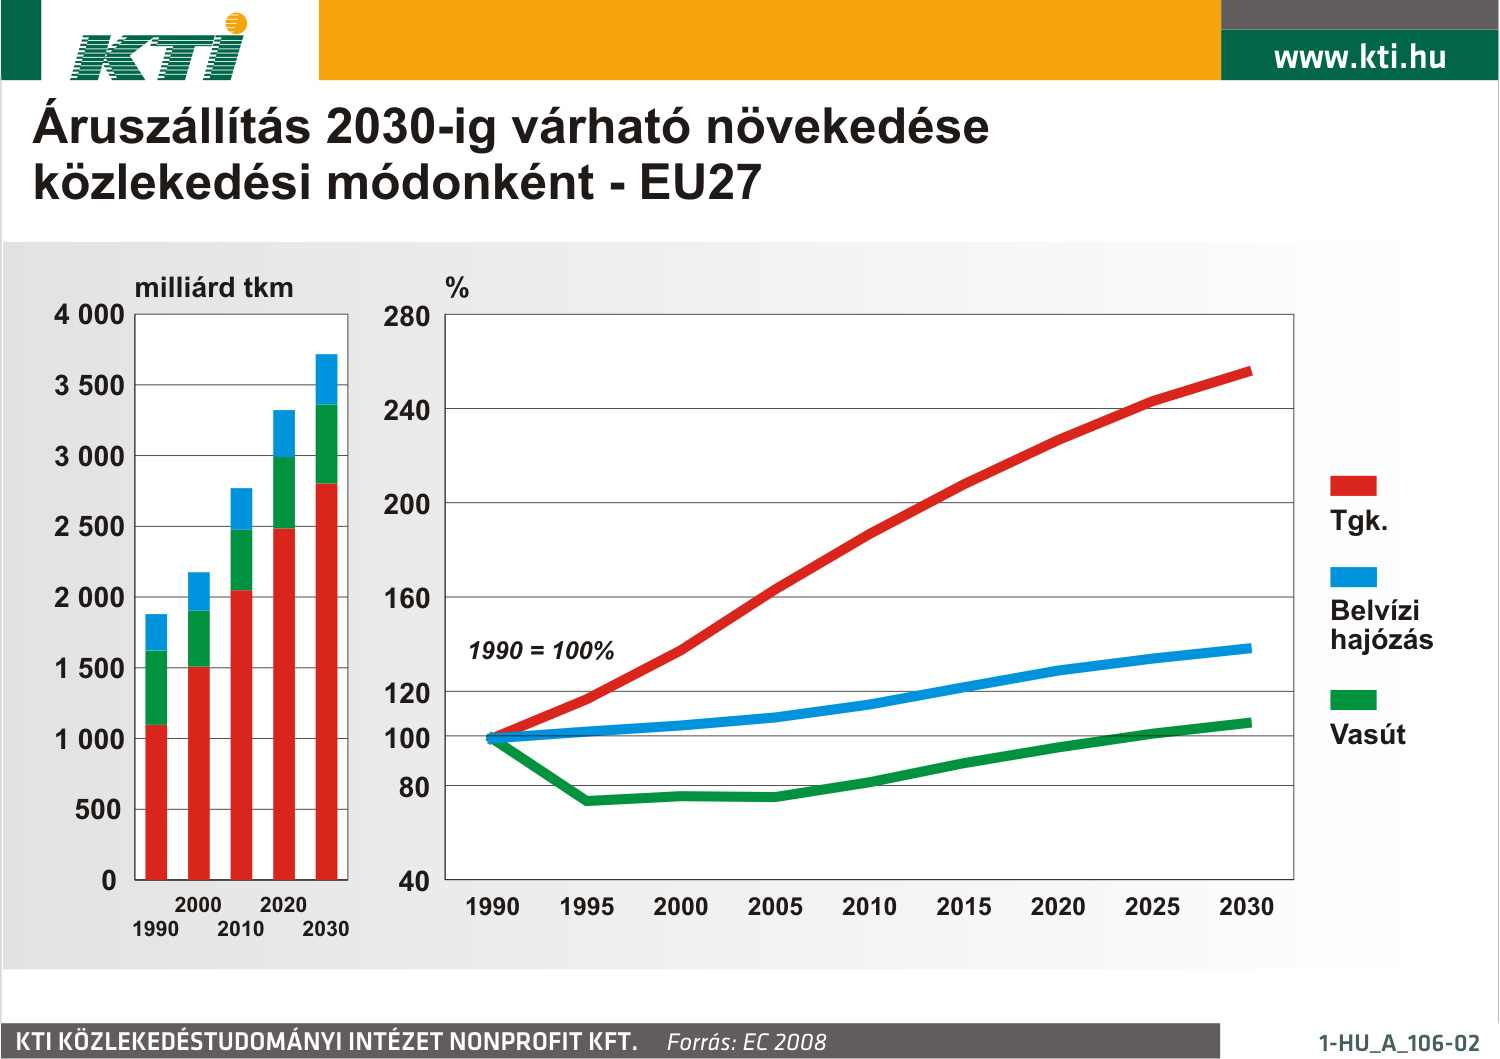 KTI
www.kti.hu
Áruszállítás 2030-ig várható növekedése
közlekedési módonként - EU27
milliárd tkm
4 000
3 500
3 000
2 500
2 000
1 500
1 000
500
0
2000 2020
1990 2010 2030
%
280
240
200
160
120
100
80
40
1990 = 100%
1990 1995 2000 2005 2010 2015 2020 2025 2030
Tgk.
Belvízi
hajózás
Vasút
KTI KÖZLEKEDÉSTUDOMÁNYI INTÉZET NONPROFIT KFT. Forrás: EC 2008
1-HU_A_106-02